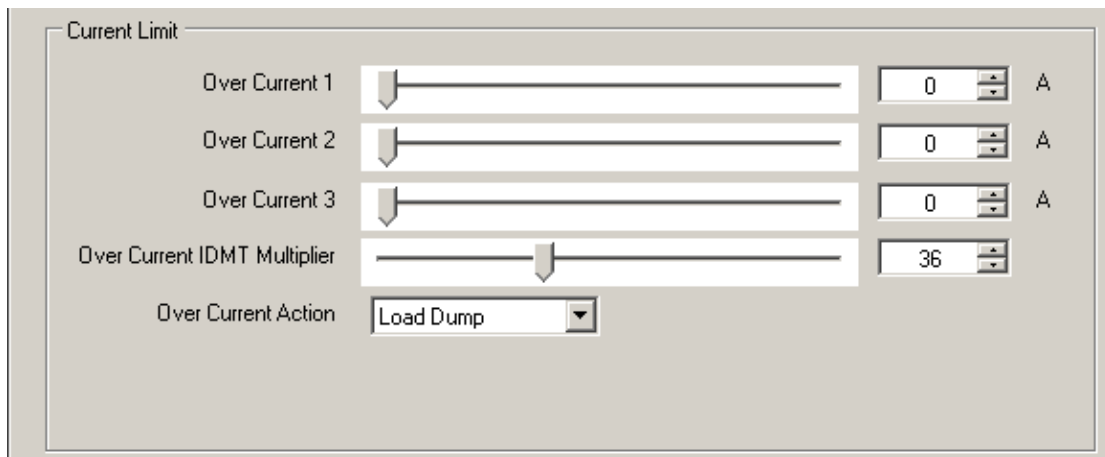 Current Limit
Over Current 1 0 A
Over Current 2 0 A
Over Current 3 0 A
Over Current IDMT Multiplier 36
Over Current Action Load Dump